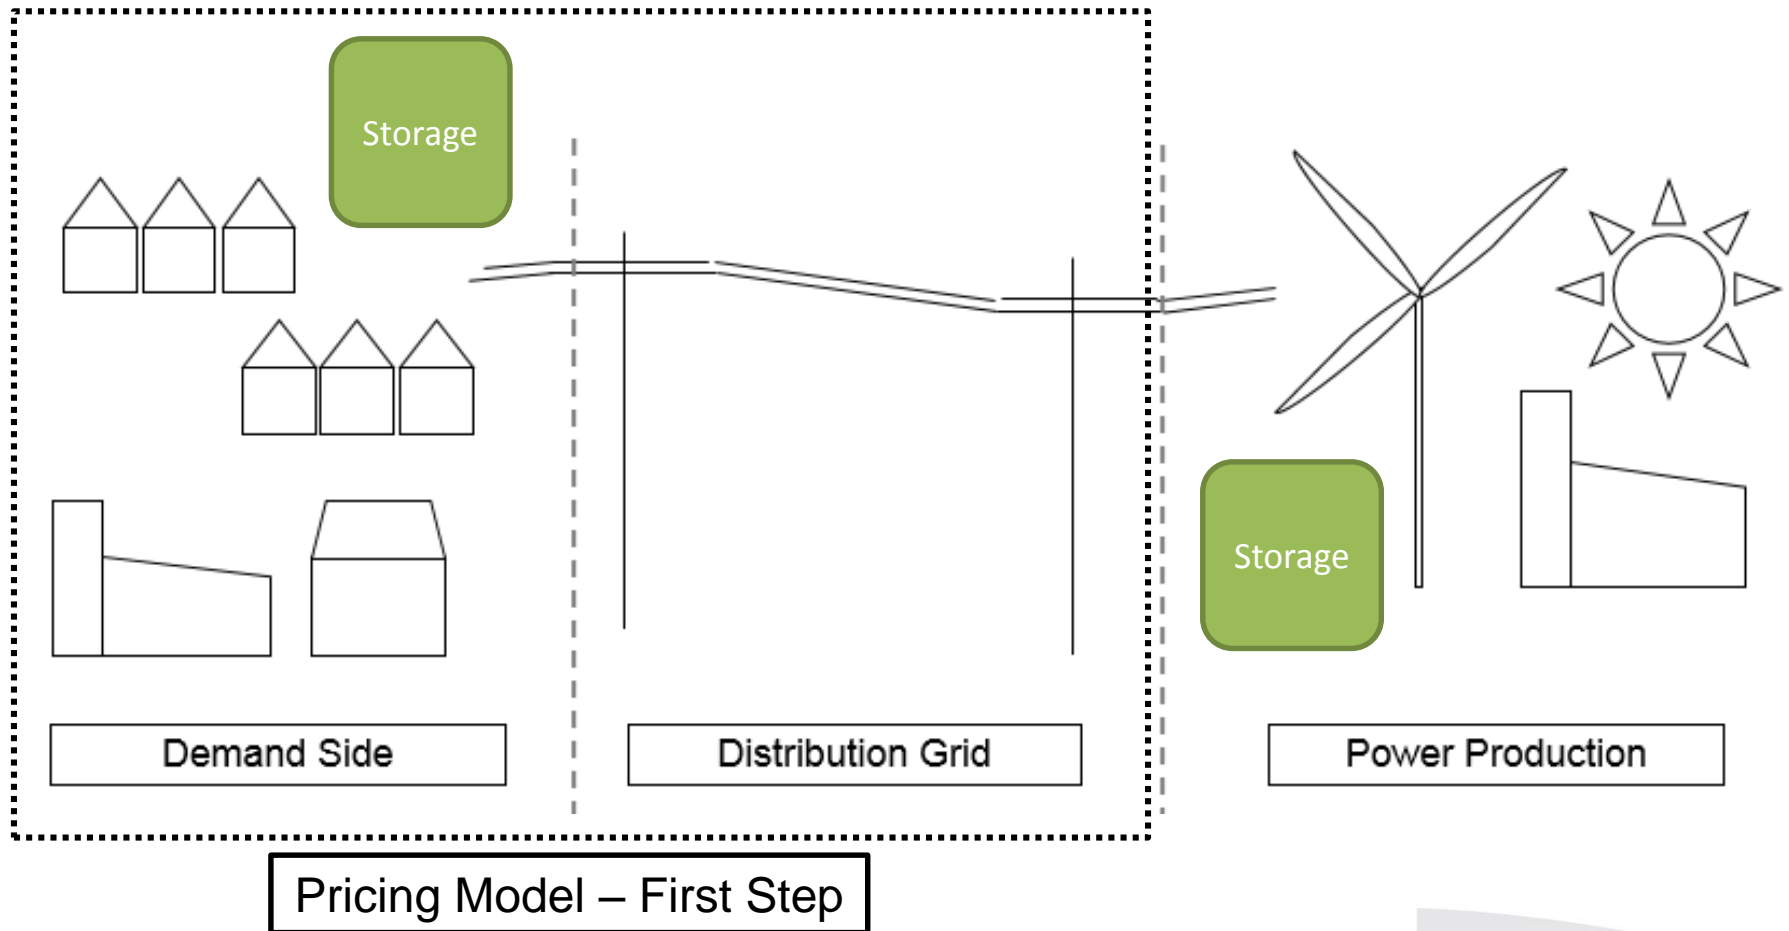 Storage
Storage
Demand Side
Distribution Grid
Power Production
Pricing Model – First Step